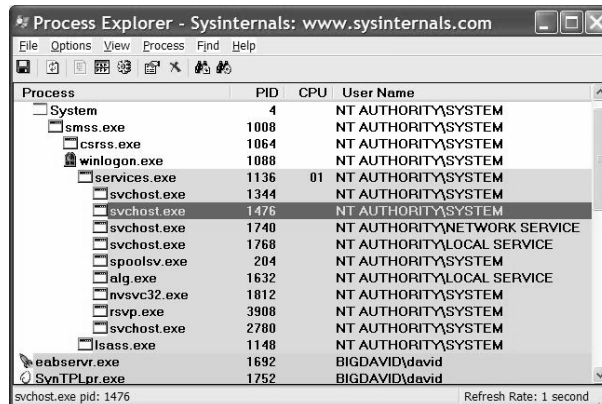 Process Explorer - Sysinternals: www.sysinternals.com
File Options View Process Find Help
Process PID CPU User Name
System 4 NT AUTHORITY\SYSTEM
smss.exe 1008 NT AUTHORITY\SYSTEM
csrss.exe 1064 NT AUTHORITY\SYSTEM
winlogon.exe 1088 NT AUTHORITY\SYSTEM
services.exe 1136 01 NT AUTHORITY\SYSTEM
svchost.exe 1344 NT AUTHORITY\SYSTEM
svchost.exe 1476 NT AUTHORITY\SYSTEM
svchost.exe 1740 NT AUTHORITY\NETWORK SERVICE
svchost.exe 1768 NT AUTHORITY\LOCAL SERVICE
spoolsv.exe 204 NT AUTHORITY\SYSTEM
alg.exe 1632 NT AUTHORITY\LOCAL SERVICE
nvsvc32.exe 1812 NT AUTHORITY\SYSTEM
rsvp.exe 3908 NT AUTHORITY\SYSTEM
svchost.exe 2780 NT AUTHORITY\SYSTEM
lsass.exe 1148 NT AUTHORITY\SYSTEM
eabservr.exe 1692 BIGDAVID\david
SynTPLpr.exe 1752 BIGDAVID\david
svchost.exe pid: 1476 Refresh Rate: 1 second